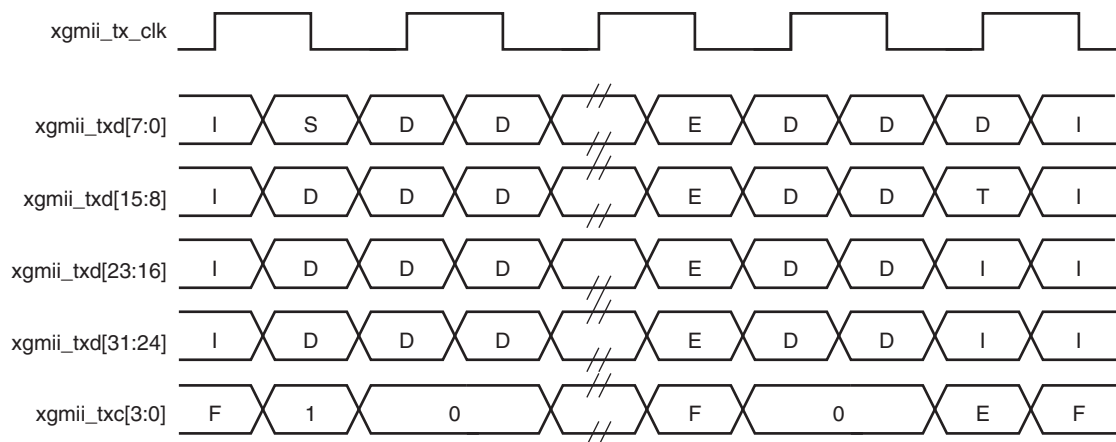 xgmii_tx_clk
xgmii_txd[7:0] I S D D E D D D I
xgmii_txd[15:8] I D D D E D D T I
xgmii_txd[23:16] I D D D E D D I I
xgmii_txd[31:24] I D D D E D D I I
xgmii_txc[3:0] F 1 0 F 0 E F